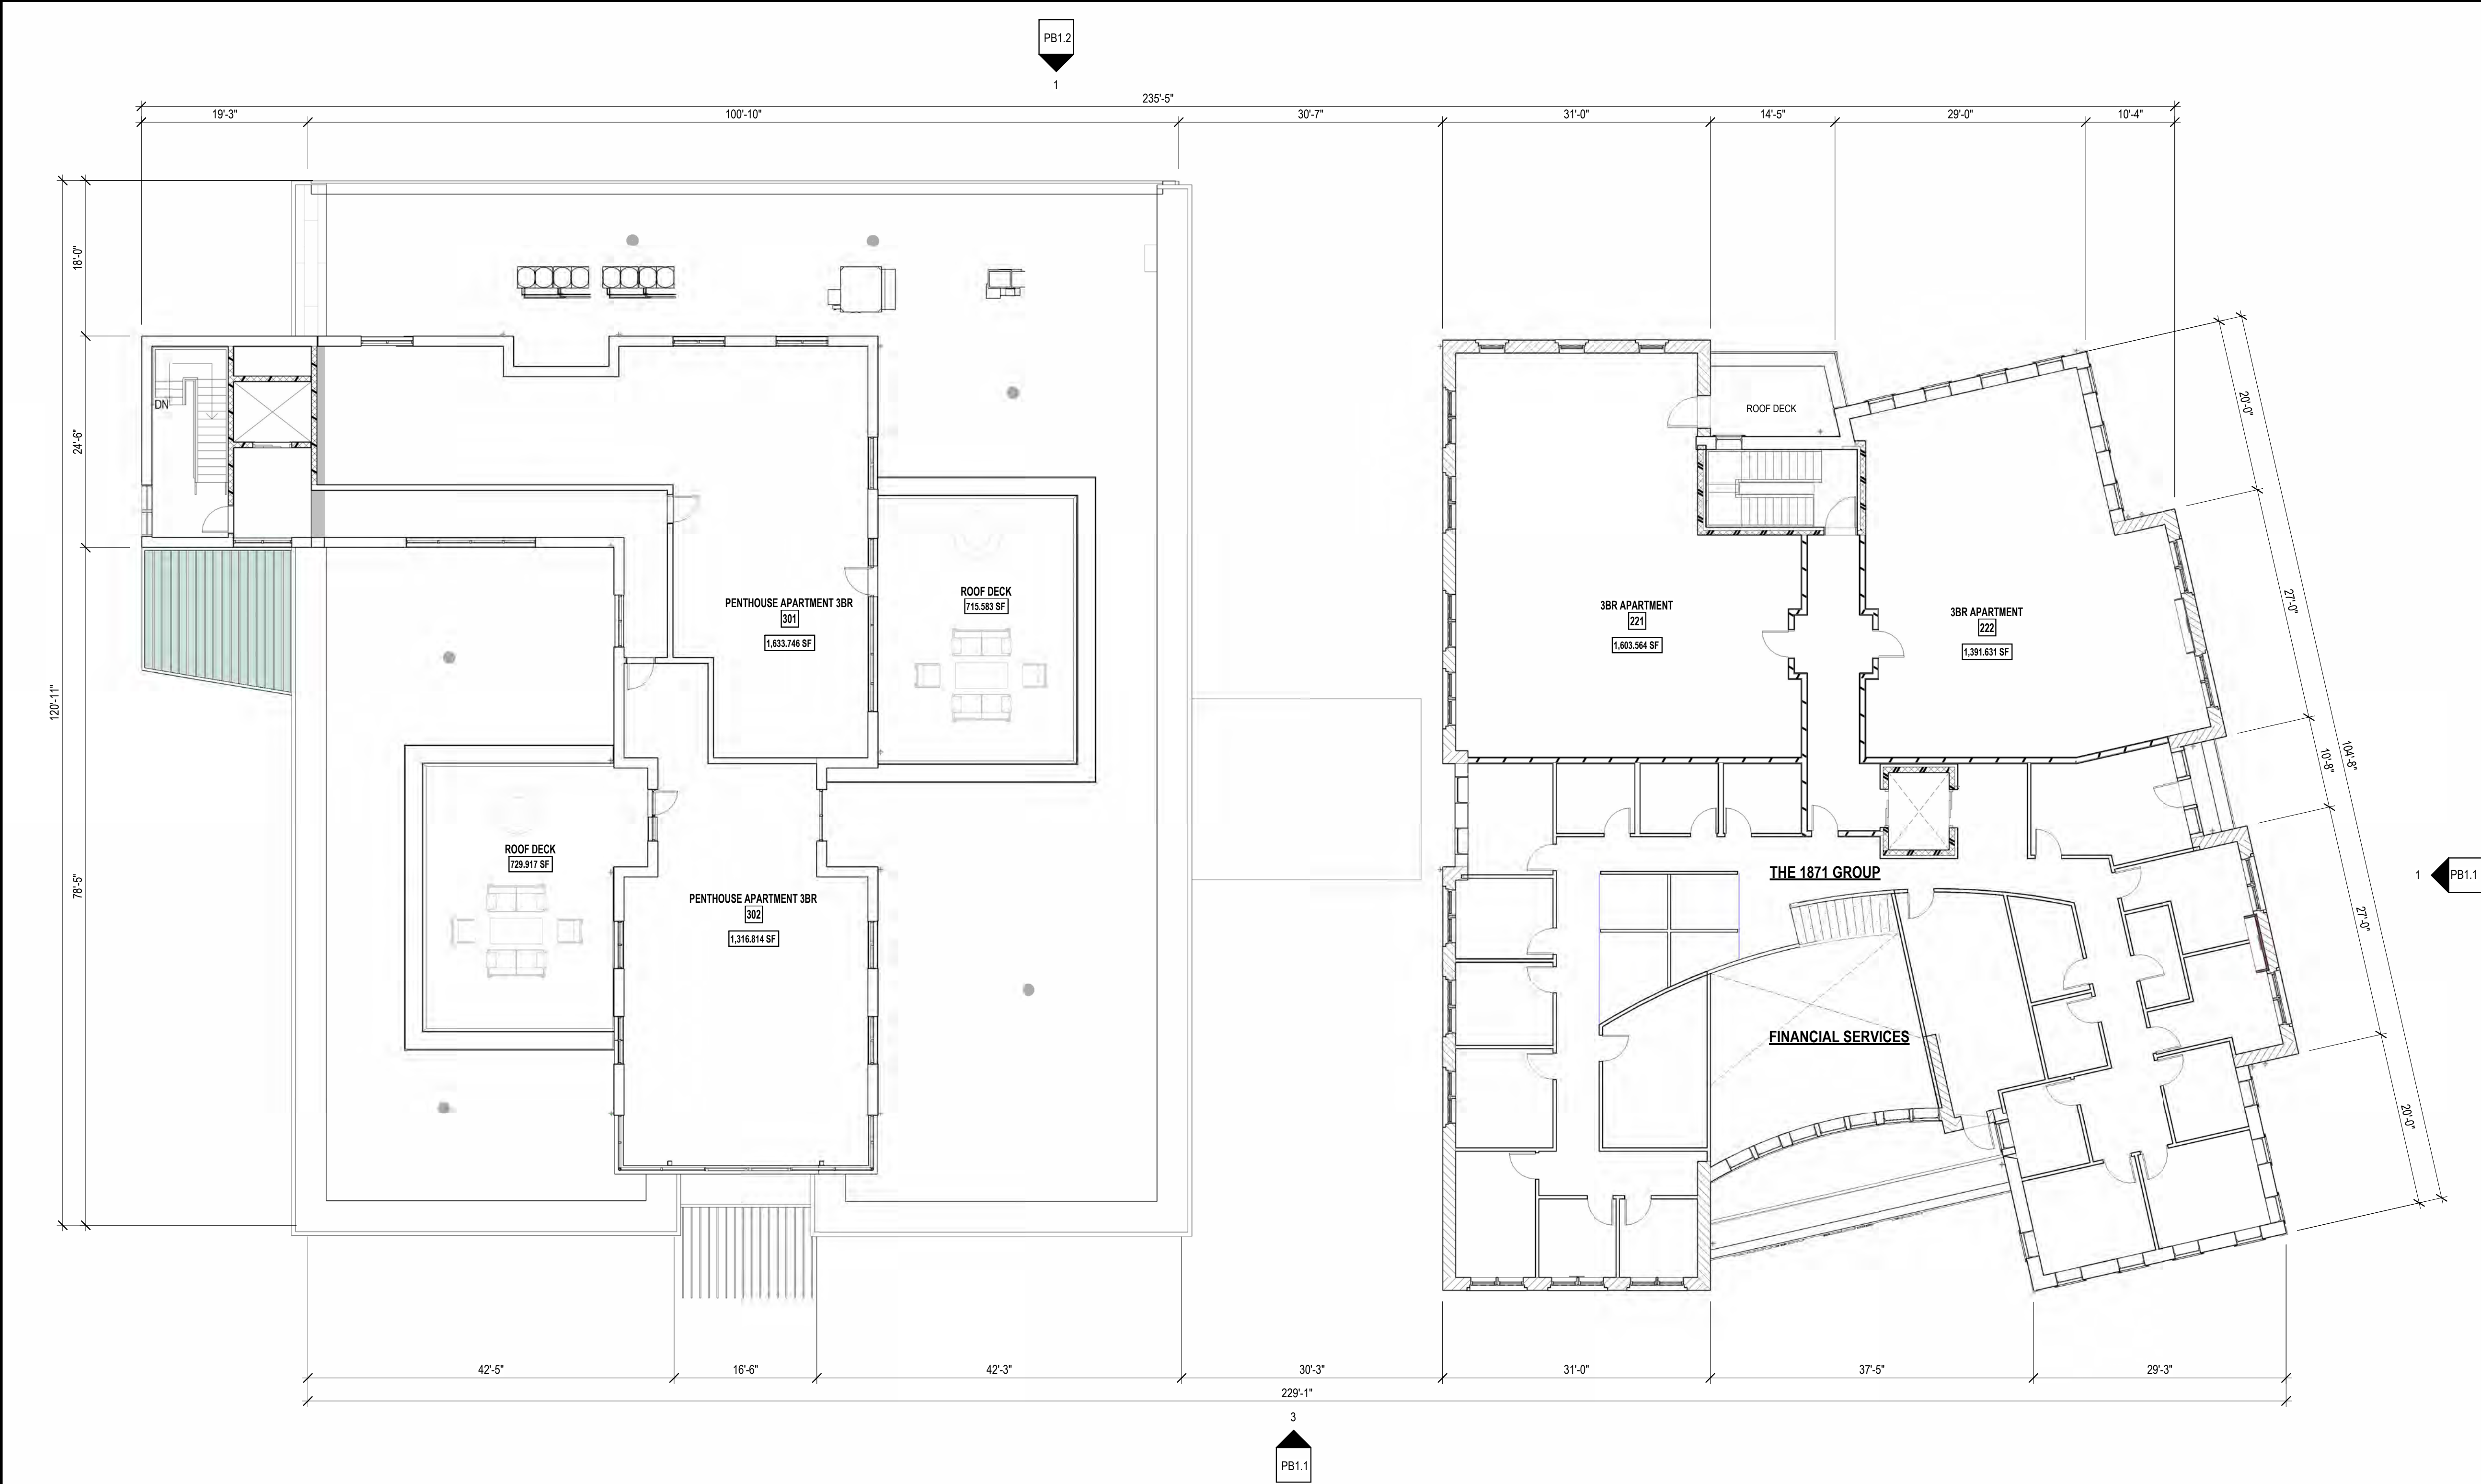 PB1.2
1
235'-5"
19'-3"
100'-10"
30'-7"
31'-0"
14'-5"
29'-0"
10'-4"
18'-0"
24'-6"
120'-11"
78'-5"
DN
ROOF DECK
PENTHOUSE APARTMENT 3BR
301
1,633.746 SF
ROOF DECK
715.583 SF
3BR APARTMENT
221
1,603.564 SF
3BR APARTMENT
222
1,391.631 SF
20'-0"
27'-0"
104'-8"
10'-8"
27'-0"
20'-0"
ROOF DECK
729.917 SF
PENTHOUSE APARTMENT 3BR
302
1,316.814 SF
THE 1871 GROUP
FINANCIAL SERVICES
1
PB1.1
42'-5"
16'-6"
42'-3"
30'-3"
31'-0"
37'-5"
29'-3"
229'-1"
3
PB1.1